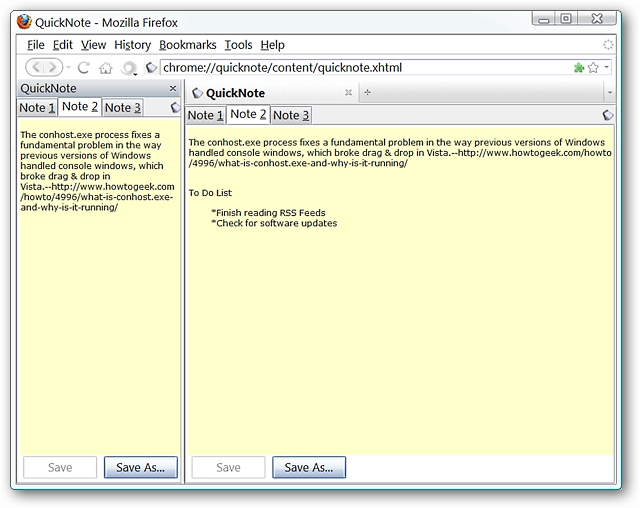 QuickNote - Mozilla Firefox
File Edit View History Bookmarks Tools Help
chrome://quicknote/content/quicknote.xhtml
QuickNote
Note 1 Note 2 Note 3
The conhost.exe process fixes a
fundamental problem in the way
previous versions of Windows
handled console windows, which
broke drag & drop in
Vista.--http://www.howtogeek.com
/howto/4996/what-is-conhost.exe-
and-why-is-it-running/
Save Save As...
QuickNote
Note 1 Note 2 Note 3
The conhost.exe process fixes a fundamental problem in the way previous versions of Windows
handled console windows, which broke drag & drop in Vista.--http://www.howtogeek.com/howto
/4996/what-is-conhost.exe-and-why-is-it-running/
To Do List
*Finish reading RSS Feeds
*Check for software updates
Save Save As...